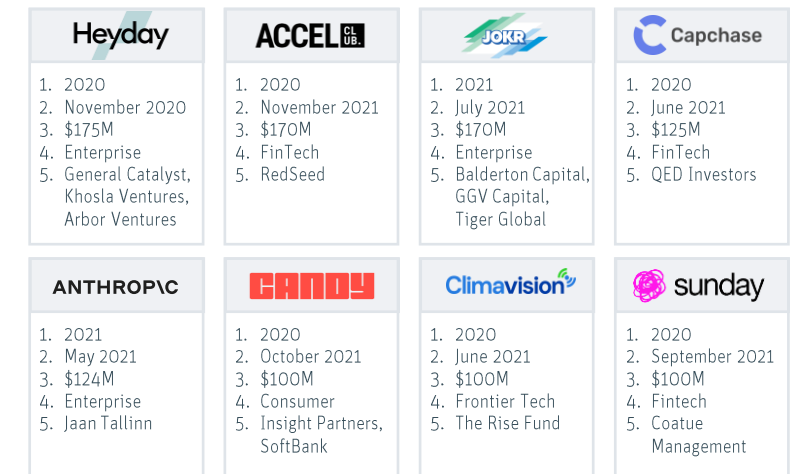 Heyday
1. 2020
2. November 2020
3. $175M
4. Enterprise
5. General Catalyst,
Khosla Ventures,
Arbor Ventures
ACCEL CLUB.
1. 2020
2. November 2021
3. $170M
4. FinTech
5. RedSeed
JOKR
1. 2021
2. July 2021
3. $170M
4. Enterprise
5. Balderton Capital,
GGV Capital,
Tiger Global
Capchase
1. 2020
2. June 2021
3. $125M
4. FinTech
5. QED Investors
ANTHROP\C
1. 2021
2. May 2021
3. $124M
4. Enterprise
5. Jaan Tallinn
CANDY
1. 2020
2. October 2021
3. $100M
4. Consumer
5. Insight Partners,
SoftBank
Climavision
1. 2020
2. June 2021
3. $100M
4. Frontier Tech
5. The Rise Fund
sunday
1. 2020
2. September 2021
3. $100M
4. Fintech
5. Coatue
Management